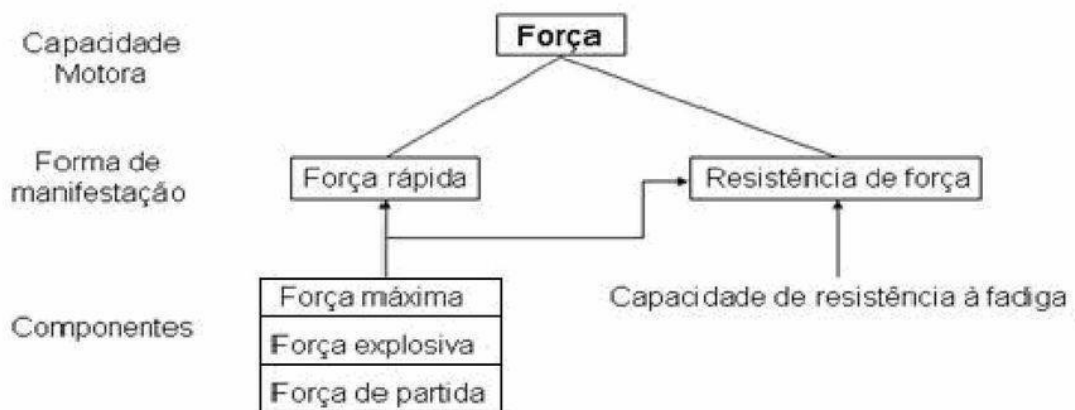 Capacidade
Motora
Força
Forma de
manifestação
Força rápida
Resistência de força
Componentes
Força máxima
Força explosiva
Força de partida
Capacidade de resistência à fadiga